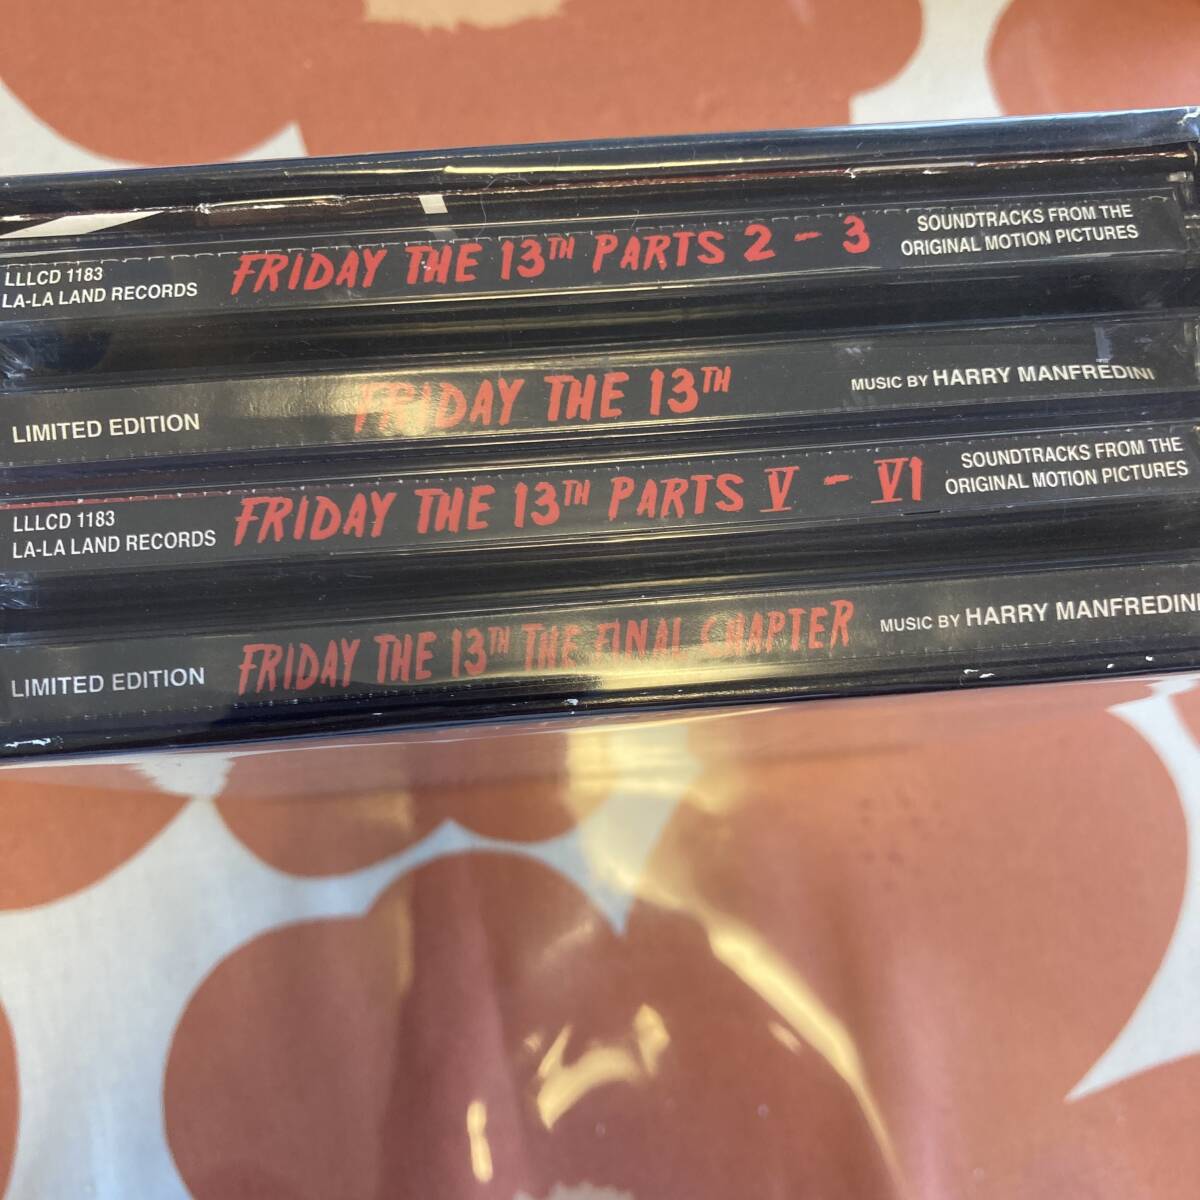 LLLCD 1183
LA-LA LAND RECORDS
FRIDAY THE 13TH PARTS 2 - 3
SOUNDTRACKS FROM THE
ORIGINAL MOTION PICTURES
LIMITED EDITION
FRIDAY THE 13TH
MUSIC BY HARRY MANFREDINI
LLLCD 1183
LA-LA LAND RECORDS
FRIDAY THE 13TH PARTS V - VI
SOUNDTRACKS FROM THE
ORIGINAL MOTION PICTURES
LIMITED EDITION
FRIDAY THE 13TH THE FINAL CHAPTER
MUSIC BY HARRY MANFREDINI